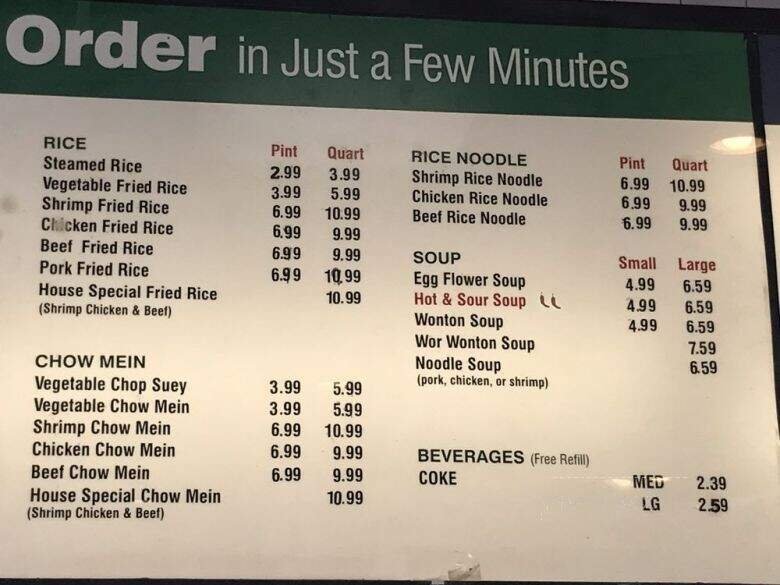 Order in Just a Few Minutes
RICE Pint Quart
Steamed Rice 2.99 3.99
Vegetable Fried Rice 3.99 5.99
Shrimp Fried Rice 6.99 10.99
Chicken Fried Rice 6.99 9.99
Beef Fried Rice 6.99 9.99
Pork Fried Rice 6.99 10.99
House Special Fried Rice 10.99
(Shrimp Chicken & Beef)
CHOW MEIN
Vegetable Chop Suey 3.99 5.99
Vegetable Chow Mein 3.99 5.99
Shrimp Chow Mein 6.99 10.99
Chicken Chow Mein 6.99 9.99
Beef Chow Mein 6.99 9.99
House Special Chow Mein 10.99
(Shrimp Chicken & Beef)
RICE NOODLE Pint Quart
Shrimp Rice Noodle 6.99 10.99
Chicken Rice Noodle 6.99 9.99
Beef Rice Noodle 6.99 9.99
SOUP Small Large
Egg Flower Soup 4.99 6.59
Hot & Sour Soup 4.99 6.59
Wonton Soup 4.99 6.59
Wor Wonton Soup 7.59
Noodle Soup 6.59
(pork, chicken, or shrimp)
BEVERAGES (Free Refill)
COKE MED 2.39
LG 2.59